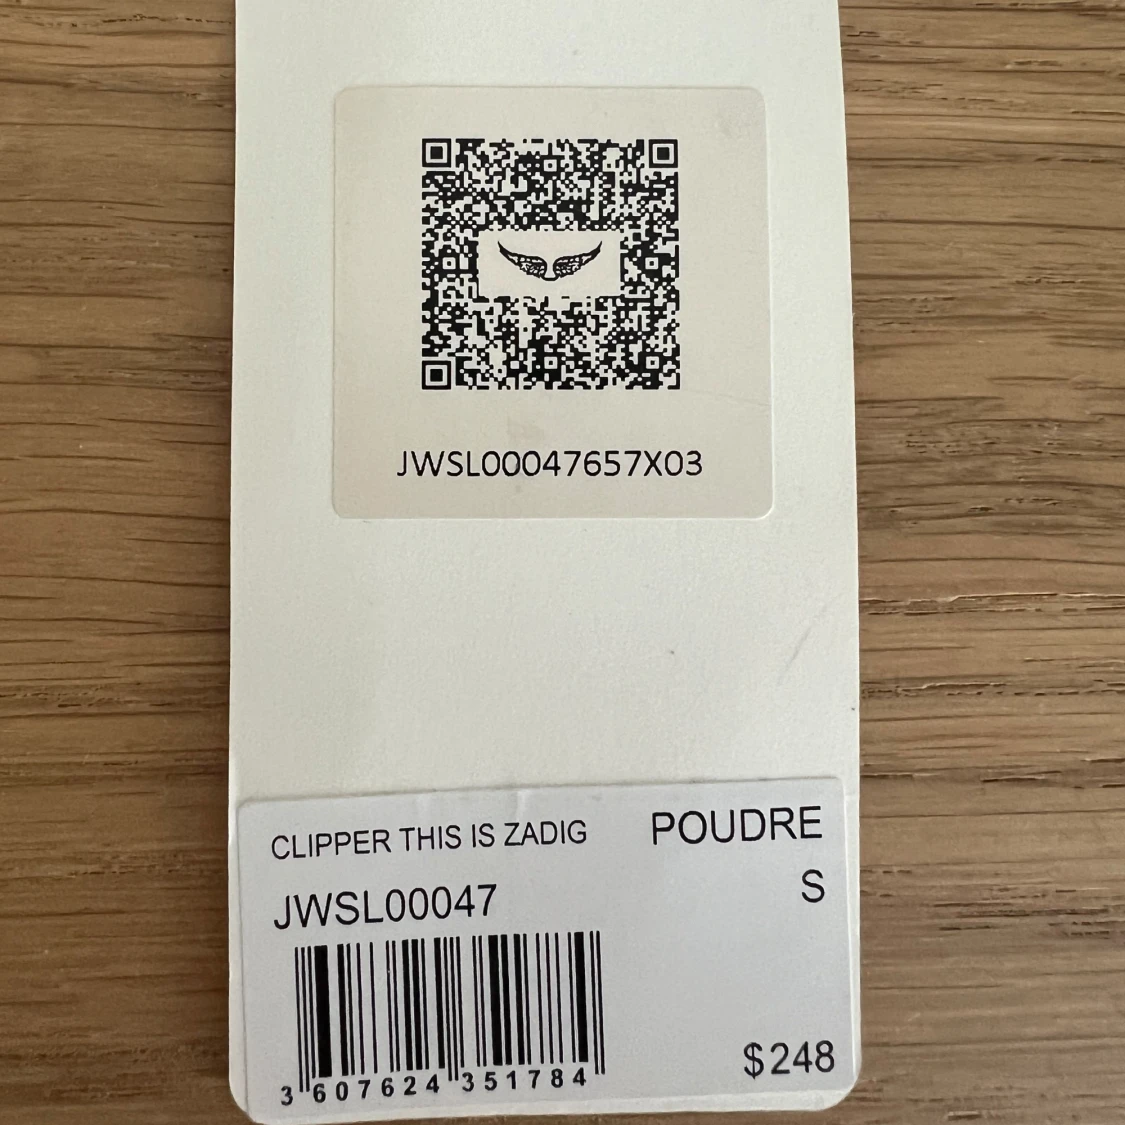 JWSL00047657X03
CLIPPER THIS IS ZADIG POUDRE
JWSL00047 S
$248
3 607624 351784